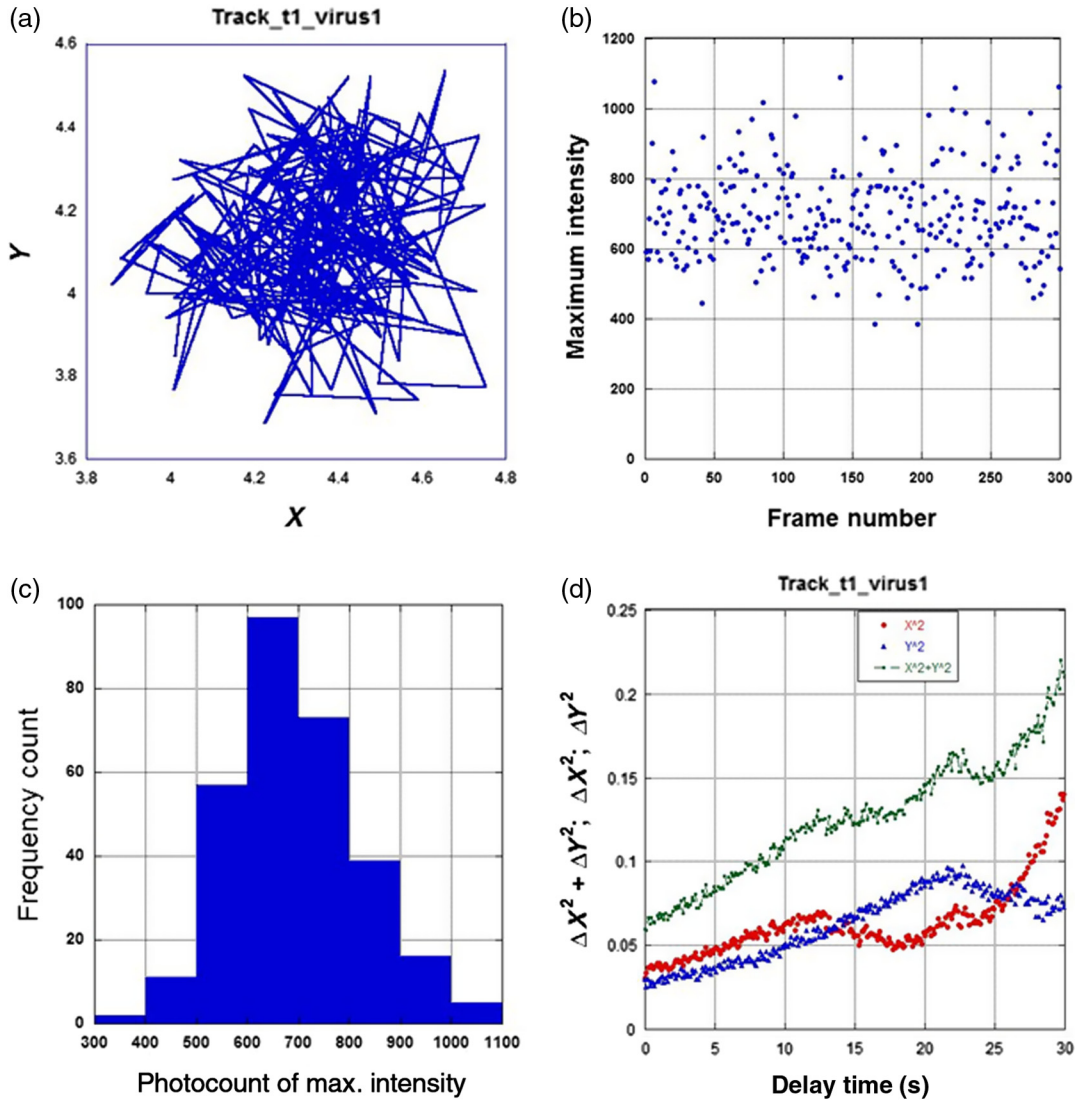 (a)
Track_t1_virus1
4.6
4.4
4.2
4
3.8
3.6
Y
3.8 4 4.2 4.4 4.6 4.8
X
(b)
1200
1000
800
600
400
200
0
Maximum intensity
0 50 100 150 200 250 300
Frame number
(c)
100
80
60
40
20
0
Frequency count
300 400 500 600 700 800 900 1000 1100
Photocount of max. intensity
(d)
Track_t1_virus1
0.25
0.2
0.15
0.1
0.05
0
X^2
Y^2
X^2+Y^2
ΔX² + ΔY²; ΔX²; ΔY²
0 5 10 15 20 25 30
Delay time (s)